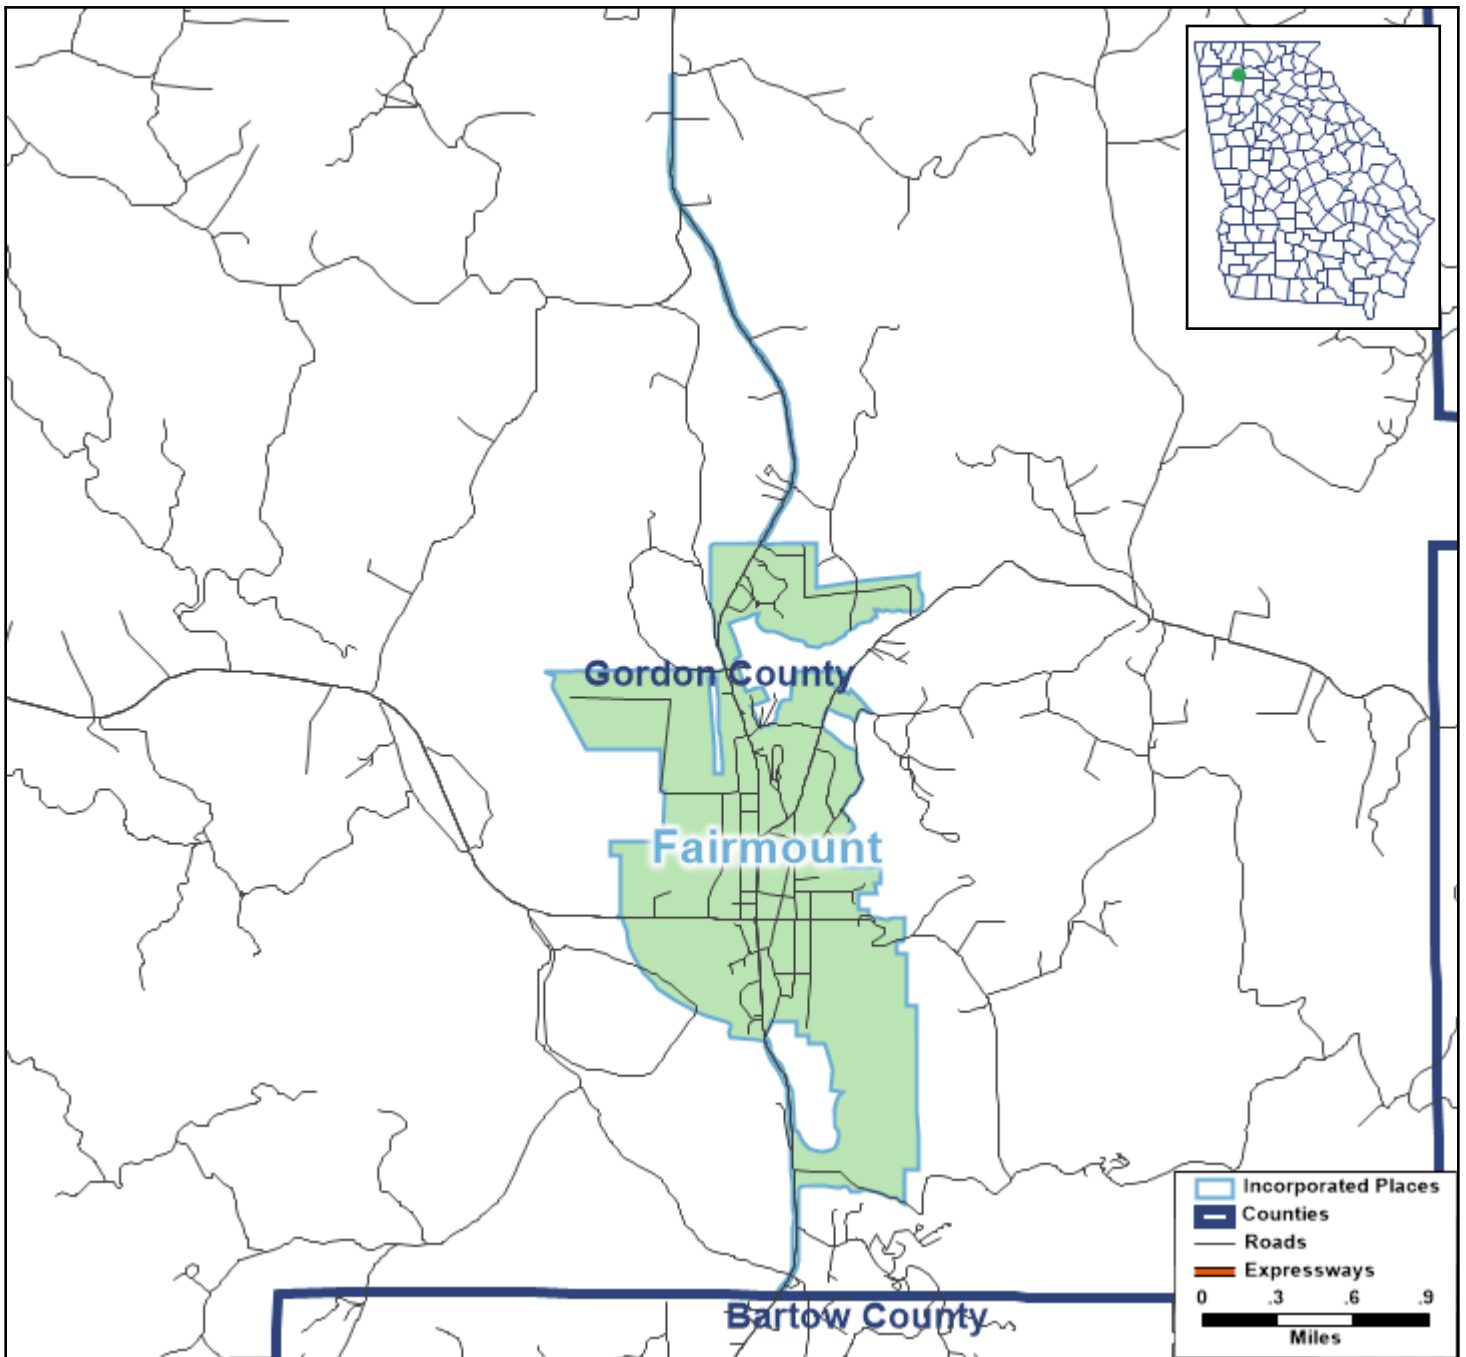 Gordon County
Fairmount
Bartow County
Incorporated Places
Counties
Roads
Expressways
0 .3 .6 .9
Miles